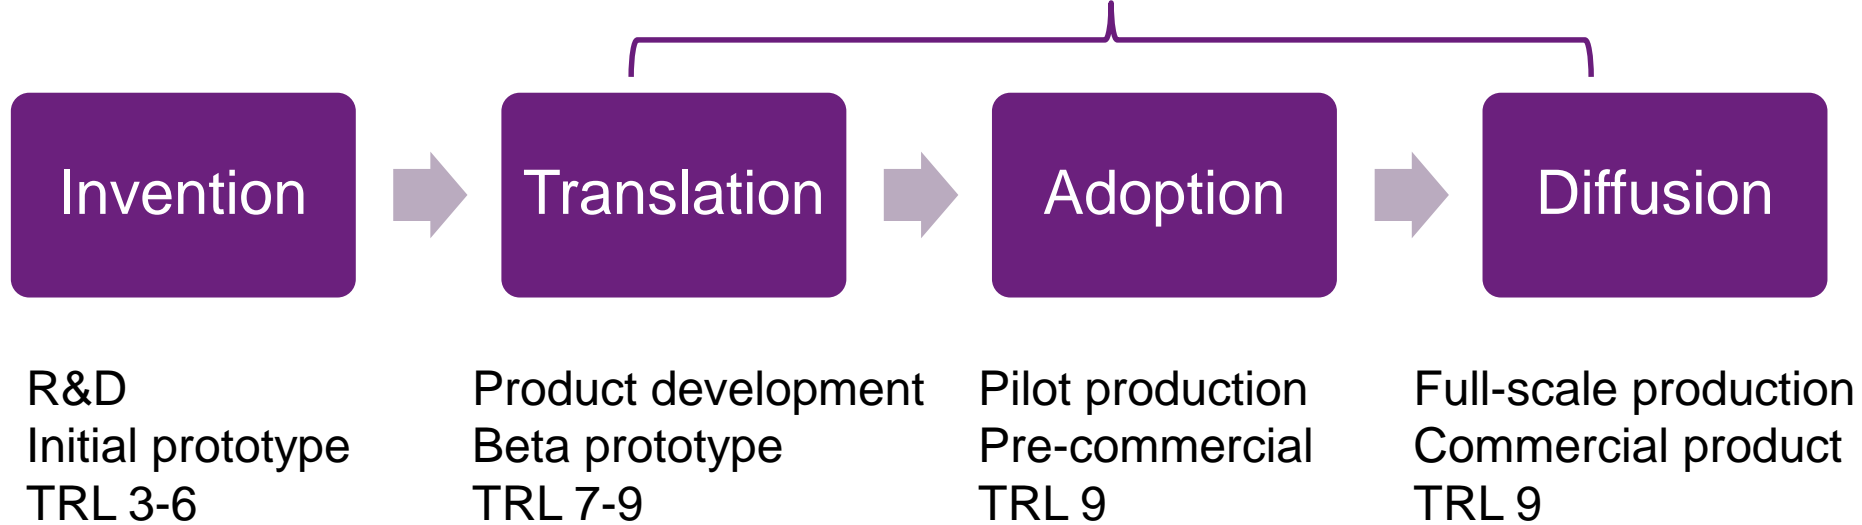 Invention
Translation
Adoption
Diffusion
R&D
Initial prototype
TRL 3-6
Product development
Beta prototype
TRL 7-9
Pilot production
Pre-commercial
TRL 9
Full-scale production
Commercial product
TRL 9